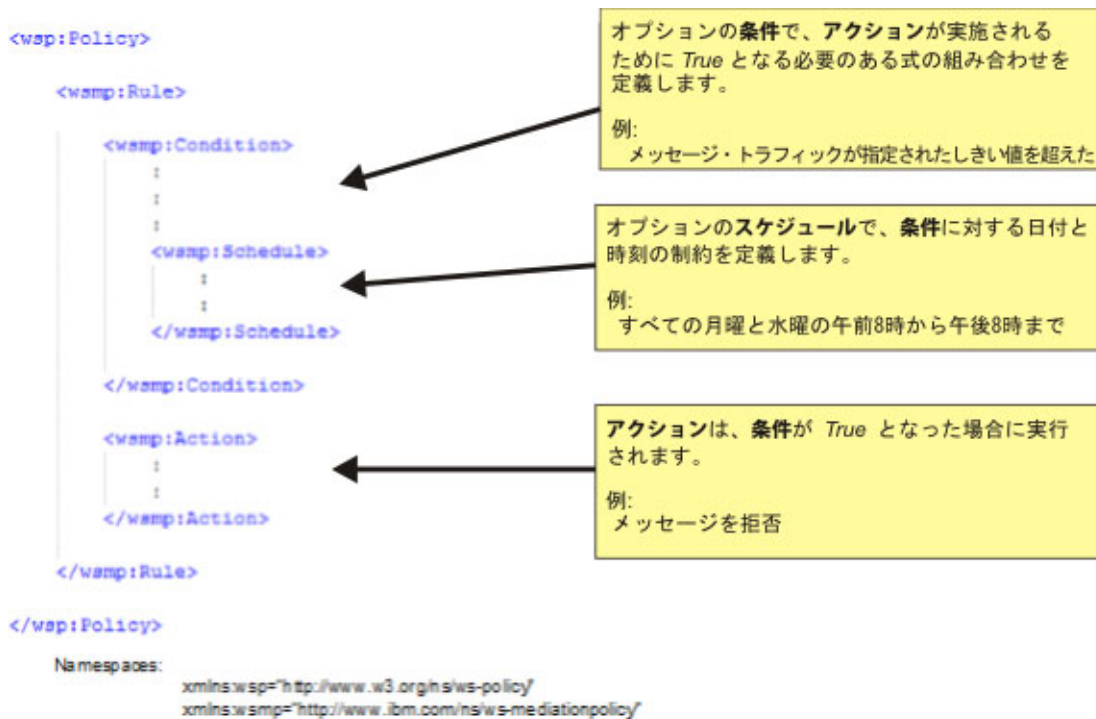 <wsp:Policy>
<wsmp:Rule>
<wsmp:Condition>
:
:
:
<wsmp:Schedule>
:
:
</wsmp:Schedule>
</wsmp:Condition>
<wsmp:Action>
:
:
</wsmp:Action>
</wsmp:Rule>
</wsp:Policy>
Namespaces:
xmlns:wsp="http://www.w3.org/ns/ws-policy"
xmlns:wsmp="http://www.ibm.com/ns/ws-mediationpolicy"
オプションの条件で、アクションが実施される
ために True となる必要のある式の組み合わせを
定義します。
例:
メッセージ・トラフィックが指定されたしきい値を超えた
オプションのスケジュールで、条件に対する日付と
時刻の制約を定義します。
例:
すべての月曜と水曜の午前8時から午後8時まで
アクションは、条件が True となった場合に実行
されます。
例:
メッセージを拒否